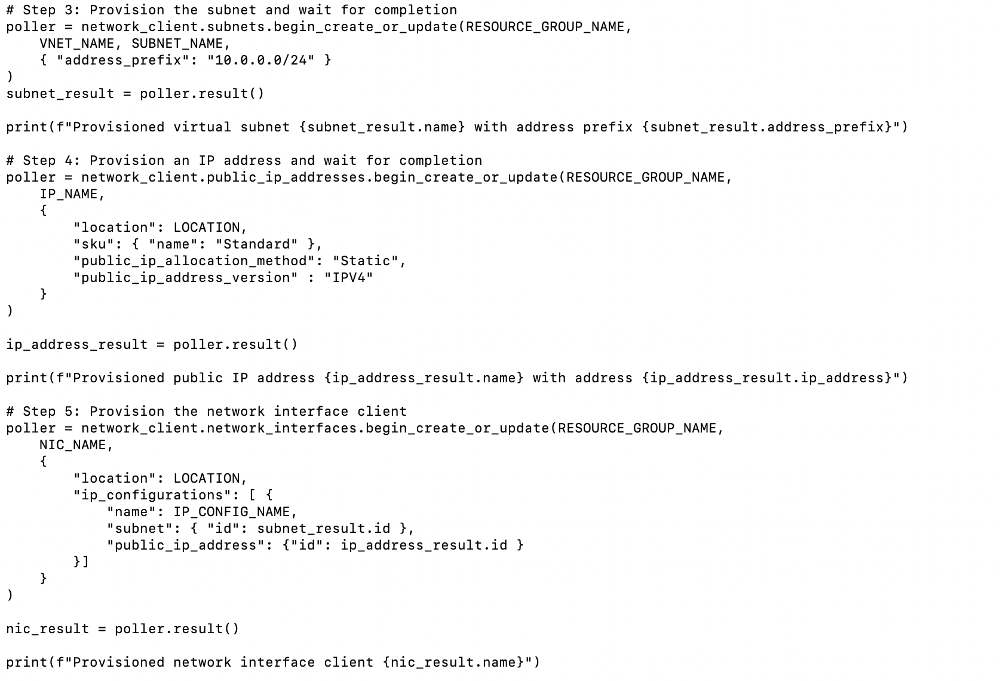 # Step 3: Provision the subnet and wait for completion
poller = network_client.subnets.begin_create_or_update(RESOURCE_GROUP_NAME,
    VNET_NAME, SUBNET_NAME,
    { "address_prefix": "10.0.0.0/24" }
)
subnet_result = poller.result()

print(f"Provisioned virtual subnet {subnet_result.name} with address prefix {subnet_result.address_prefix}")

# Step 4: Provision an IP address and wait for completion
poller = network_client.public_ip_addresses.begin_create_or_update(RESOURCE_GROUP_NAME,
    IP_NAME,
    {
        "location": LOCATION,
        "sku": { "name": "Standard" },
        "public_ip_allocation_method": "Static",
        "public_ip_address_version" : "IPV4"
    }
)

ip_address_result = poller.result()

print(f"Provisioned public IP address {ip_address_result.name} with address {ip_address_result.ip_address}")

# Step 5: Provision the network interface client
poller = network_client.network_interfaces.begin_create_or_update(RESOURCE_GROUP_NAME,
    NIC_NAME,
    {
        "location": LOCATION,
        "ip_configurations": [ {
            "name": IP_CONFIG_NAME,
            "subnet": { "id": subnet_result.id },
            "public_ip_address": {"id": ip_address_result.id }
        }]
    }
)

nic_result = poller.result()

print(f"Provisioned network interface client {nic_result.name}")